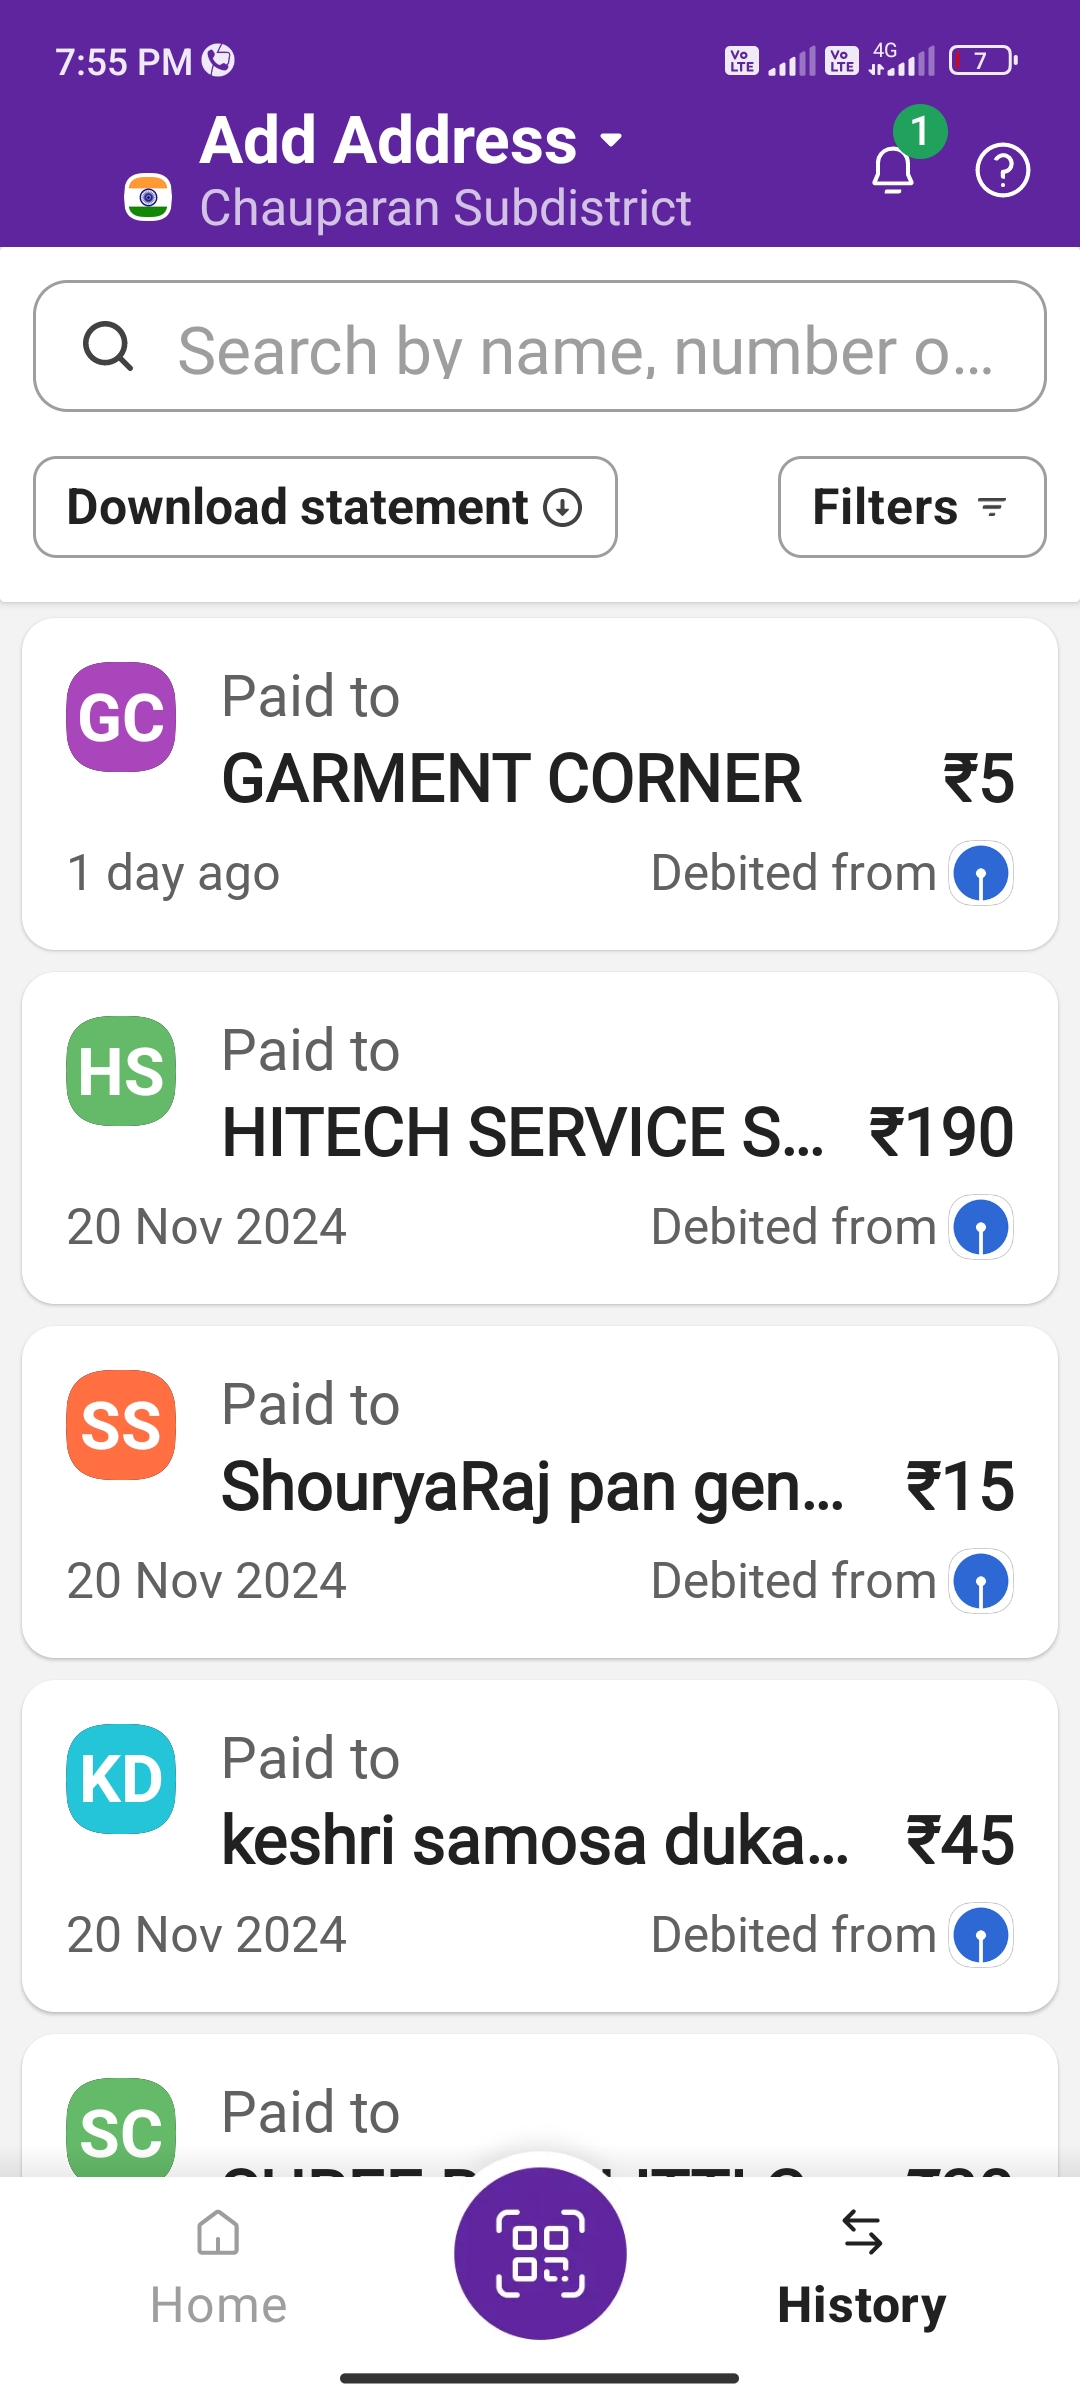 7:55 PM
Vo LTE Vo LTE 4G 7
Add Address
1
Chauparan Subdistrict
Search by name, number o...
Download statement
Filters
GC
Paid to
GARMENT CORNER ₹5
1 day ago Debited from
HS
Paid to
HITECH SERVICE S... ₹190
20 Nov 2024 Debited from
SS
Paid to
ShouryaRaj pan gen... ₹15
20 Nov 2024 Debited from
KD
Paid to
keshri samosa duka... ₹45
20 Nov 2024 Debited from
SC
Paid to
Home
History